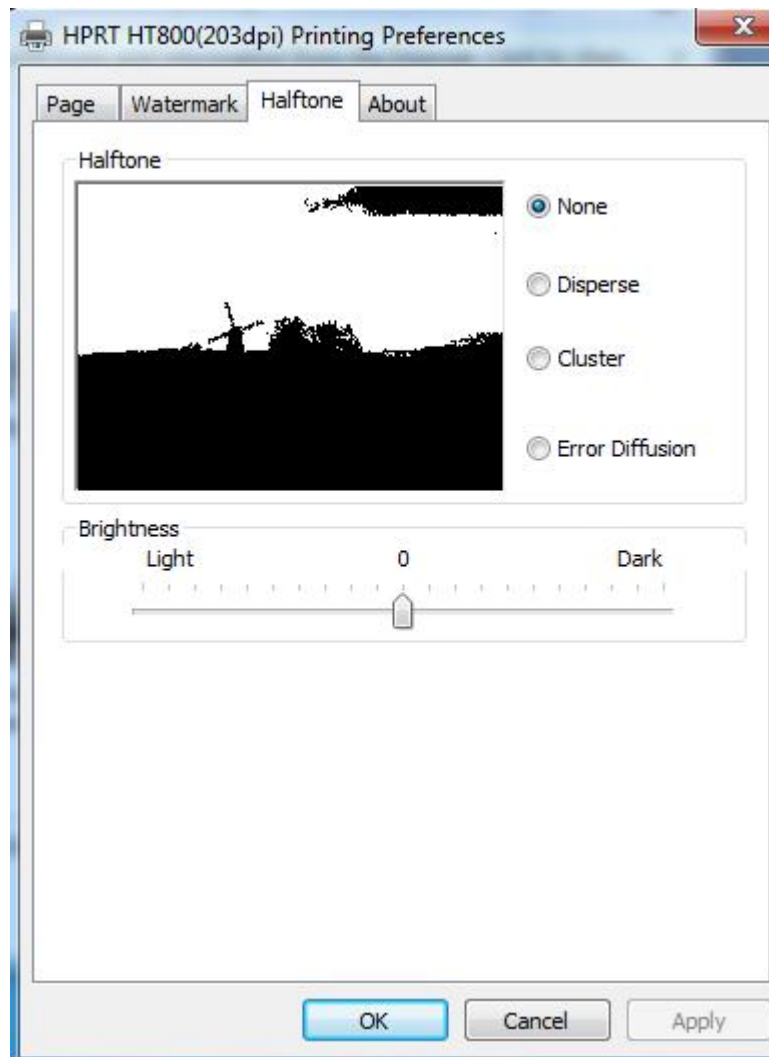 HPRT HT800(203dpi) Printing Preferences
Page Watermark Halftone About
Halftone
None
Disperse
Cluster
Error Diffusion
Brightness
Light 0 Dark
OK Cancel Apply